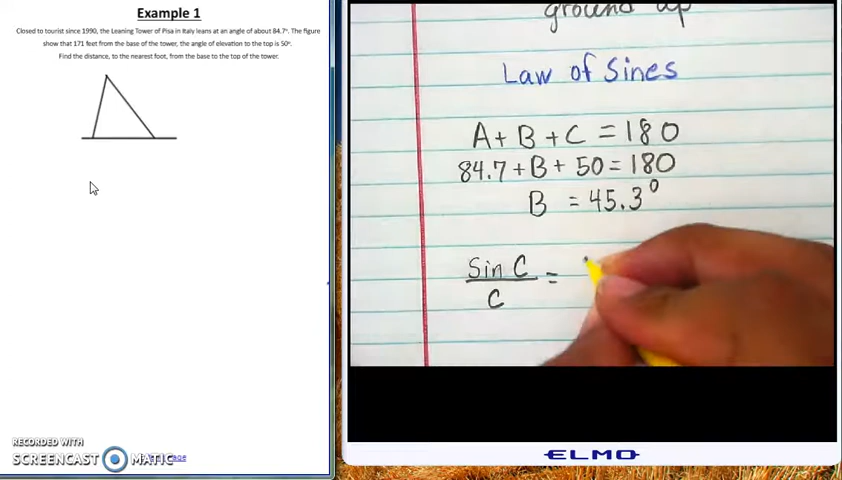 Example 1
Closed to tourist since 1990, the Leaning Tower of Pisa in Italy leans at an angle of about 84.7°. The figure
show that 171 feet from the base of the tower, the angle of elevation to the top is 50°.
Find the distance, to the nearest foot, from the base to the top of the tower.
RECORDED WITH
SCREENCAST MATIC
ground up
Law of Sines
A + B + C = 180
84.7 + B + 50 = 180
B = 45.3°
Sin C
C
=
ELMO